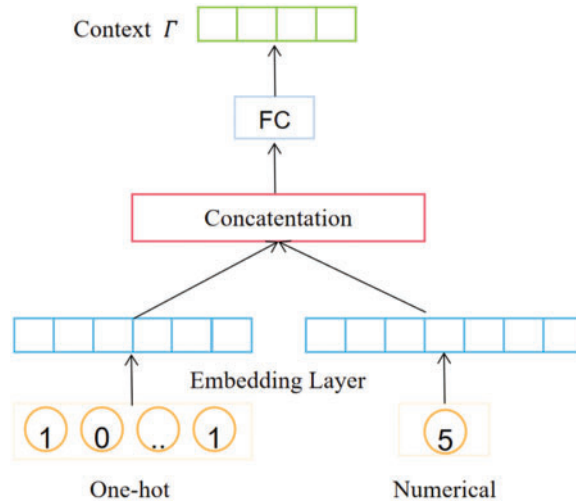 Context Γ
FC
Concatentation
Embedding Layer
1 0 .. 1
5
One-hot
Numerical